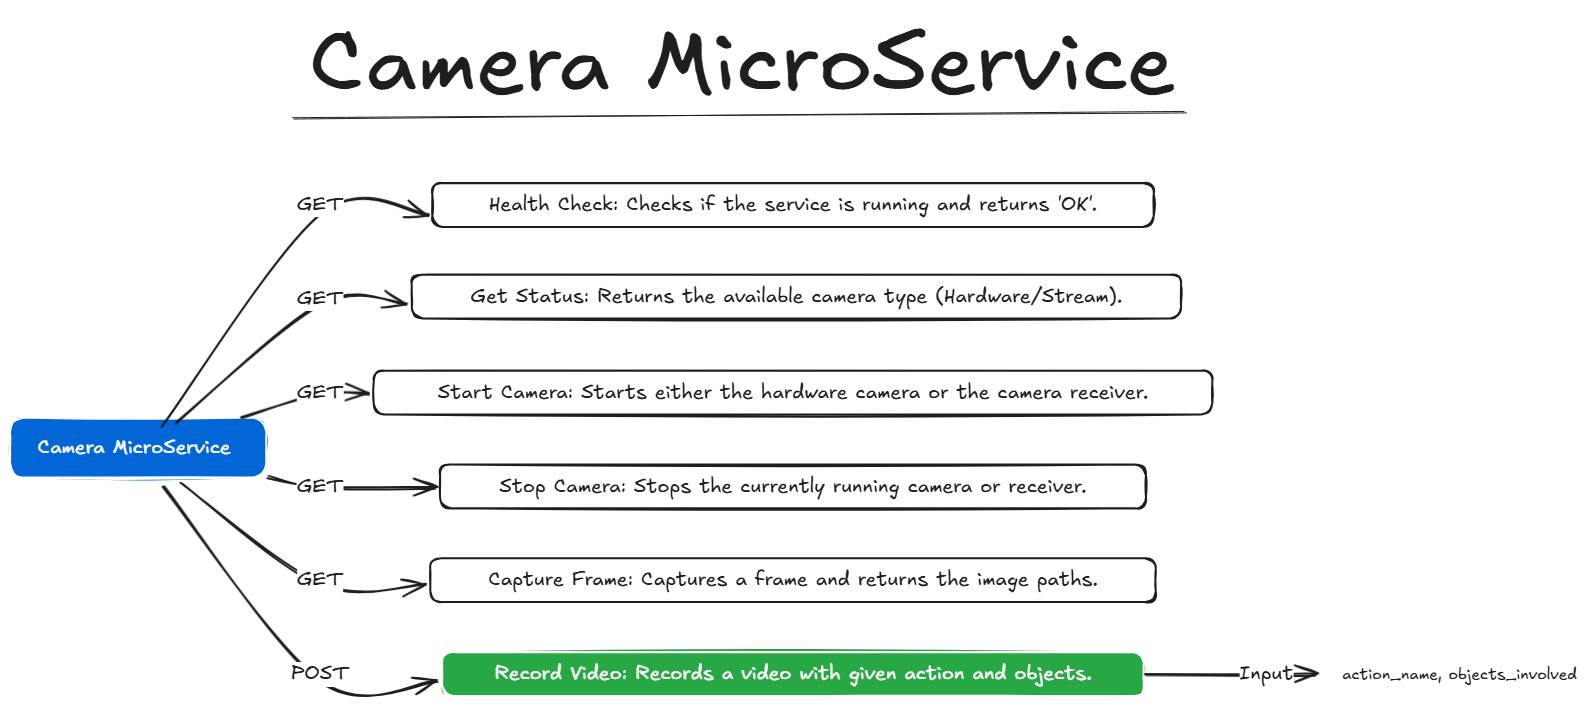 Camera MicroService
GET
Health Check: Checks if the service is running and returns 'OK'.
GET
Get Status: Returns the available camera type (Hardware/Stream).
GET
Start Camera: Starts either the hardware camera or the camera receiver.
Camera MicroService
GET
Stop Camera: Stops the currently running camera or receiver.
GET
Capture Frame: Captures a frame and returns the image paths.
POST
Record Video: Records a video with given action and objects.
Input
action_name, objects_involved